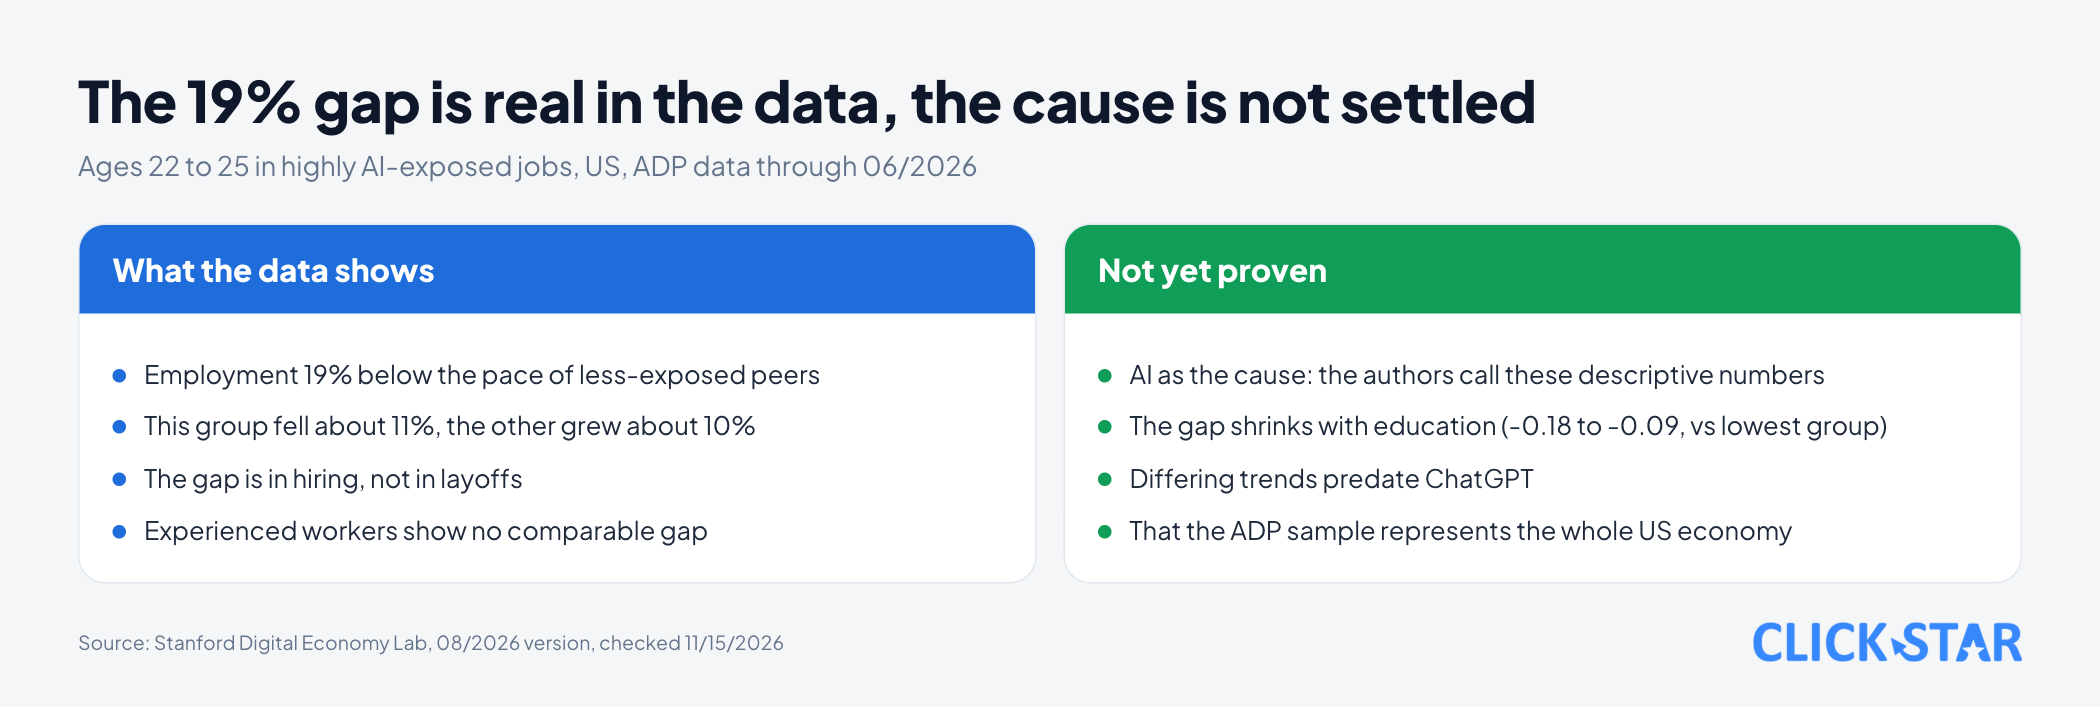 The 19% gap is real in the data, the cause is not settled
Ages 22 to 25 in highly AI-exposed jobs, US, ADP data through 06/2026
What the data shows
Employment 19% below the pace of less-exposed peers
This group fell about 11%, the other grew about 10%
The gap is in hiring, not in layoffs
Experienced workers show no comparable gap
Not yet proven
AI as the cause: the authors call these descriptive numbers
The gap shrinks with education (-0.18 to -0.09, vs lowest group)
Differing trends predate ChatGPT
That the ADP sample represents the whole US economy
Source: Stanford Digital Economy Lab, 08/2026 version, checked 11/15/2026
CLICKSTAR